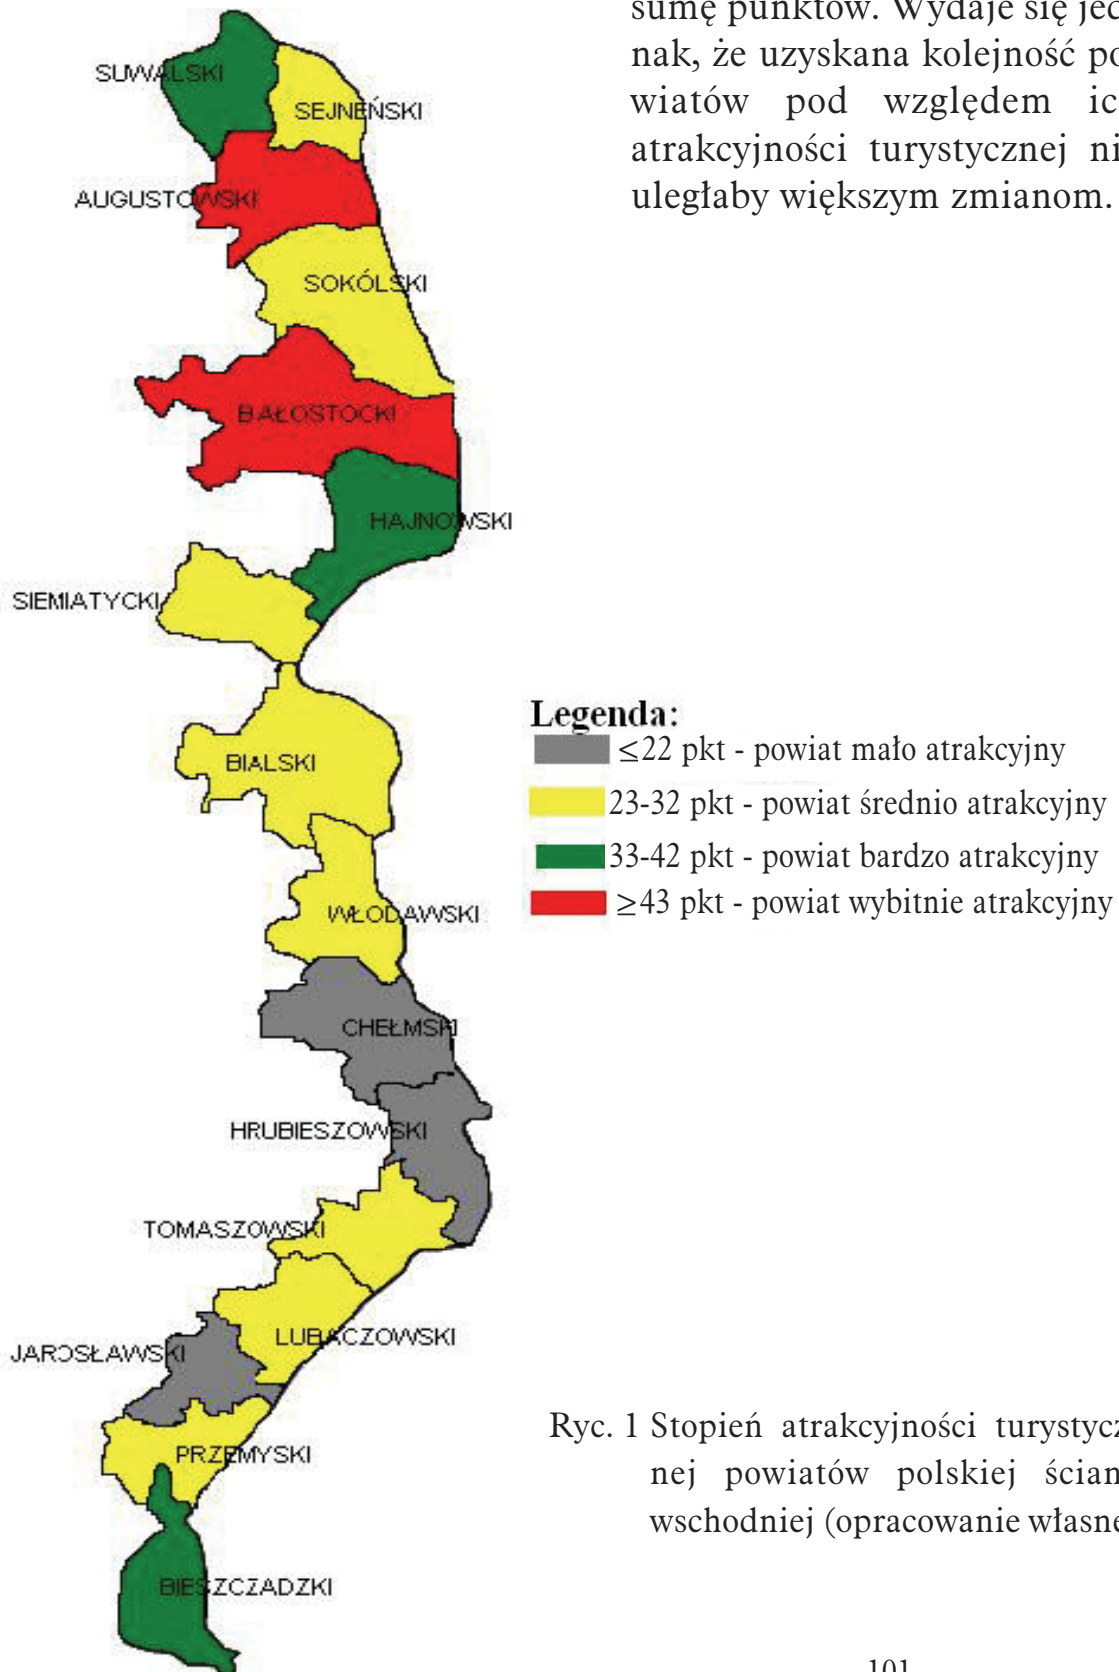 sumę punktów. Wydaje się jed
nak, że uzyskana kolejność po
wiatów pod względem ic
atrakcyjności turystycznej ni
uległaby większym zmianom.
SUWALSKI
SEJNEŃSKI
AUGUSTOWSKI
SOKÓLSKI
BAŁOSTOCKI
HAJNOWSKI
SIEMIATYCKI
BIALSKI
WŁODAWSKI
CHEŁMSKI
HRUBIESZOWSKI
TOMASZOWSKI
LUBACZOWSKI
JAROSŁAWSKI
PRZEMYSKI
BIESZCZADZKI
Legenda:
≤22 pkt - powiat mało atrakcyjny
23-32 pkt - powiat średnio atrakcyjny
33-42 pkt - powiat bardzo atrakcyjny
≥43 pkt - powiat wybitnie atrakcyjny
Ryc. 1 Stopień atrakcyjności turystycz
nej powiatów polskiej ścian
wschodniej (opracowanie własne
101